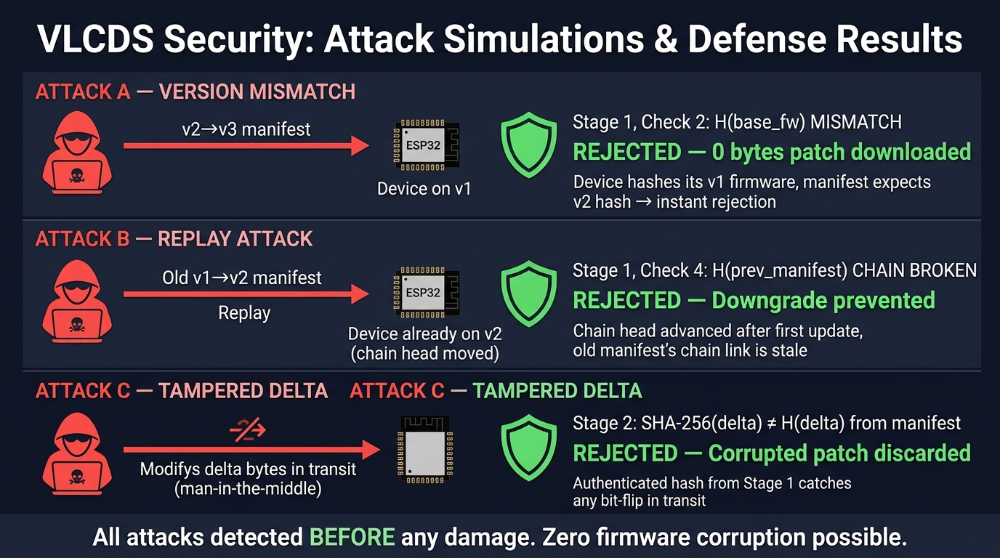 VLCDS Security: Attack Simulations & Defense Results
ATTACK A — VERSION MISMATCH
v2→v3 manifest
ESP32
Device on v1
Stage 1, Check 2: H(base_fw) MISMATCH
REJECTED — 0 bytes patch downloaded
Device hashes its v1 firmware, manifest expects
v2 hash → instant rejection
ATTACK B — REPLAY ATTACK
Old v1→v2 manifest
Replay
ESP32
Device already on v2
(chain head moved)
Stage 1, Check 4: H(prev_manifest) CHAIN BROKEN
REJECTED — Downgrade prevented
Chain head advanced after first update,
old manifest's chain link is stale
ATTACK C — TAMPERED DELTA
ATTACK C — TAMPERED DELTA
Modifys delta bytes in transit
(man-in-the-middle)
Stage 2: SHA-256(delta) ≠ H(delta) from manifest
REJECTED — Corrupted patch discarded
Authenticated hash from Stage 1 catches
any bit-flip in transit
All attacks detected BEFORE any damage. Zero firmware corruption possible.